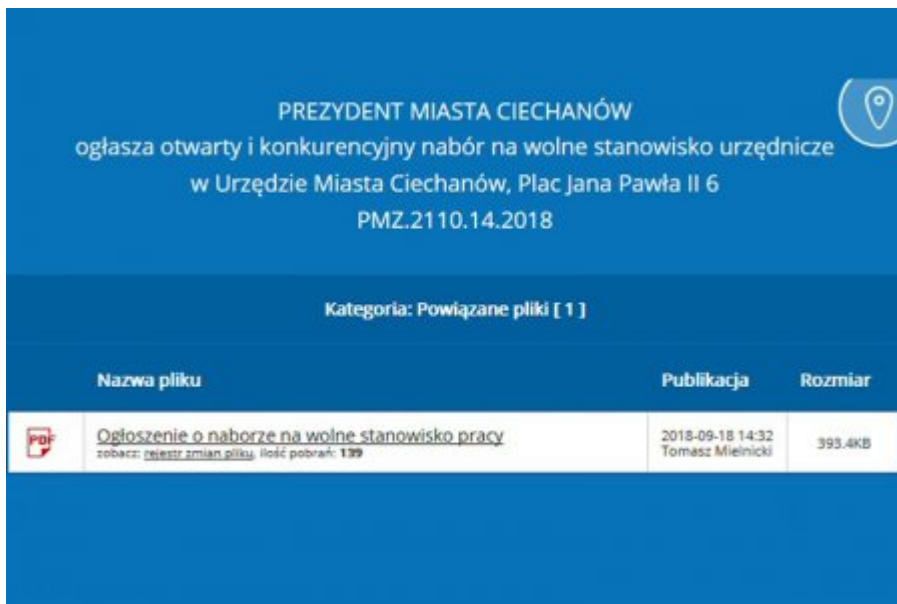 PREZYDENT MIASTA CIECHANÓW
ogłasza otwarty i konkurencyjny nabór na wolne stanowisko urzędnicze
w Urzędzie Miasta Ciechanów, Plac Jana Pawła II 6
PMZ.2110.14.2018
Kategoria: Powiązane pliki [ 1 ]
Nazwa pliku Publikacja Rozmiar
PDF Ogłoszenie o naborze na wolne stanowisko pracy 2018-09-18 14:32 393.4KB
zobacz: rejestr zmian pliku, ilość pobrań: 139 Tomasz Mielnicki